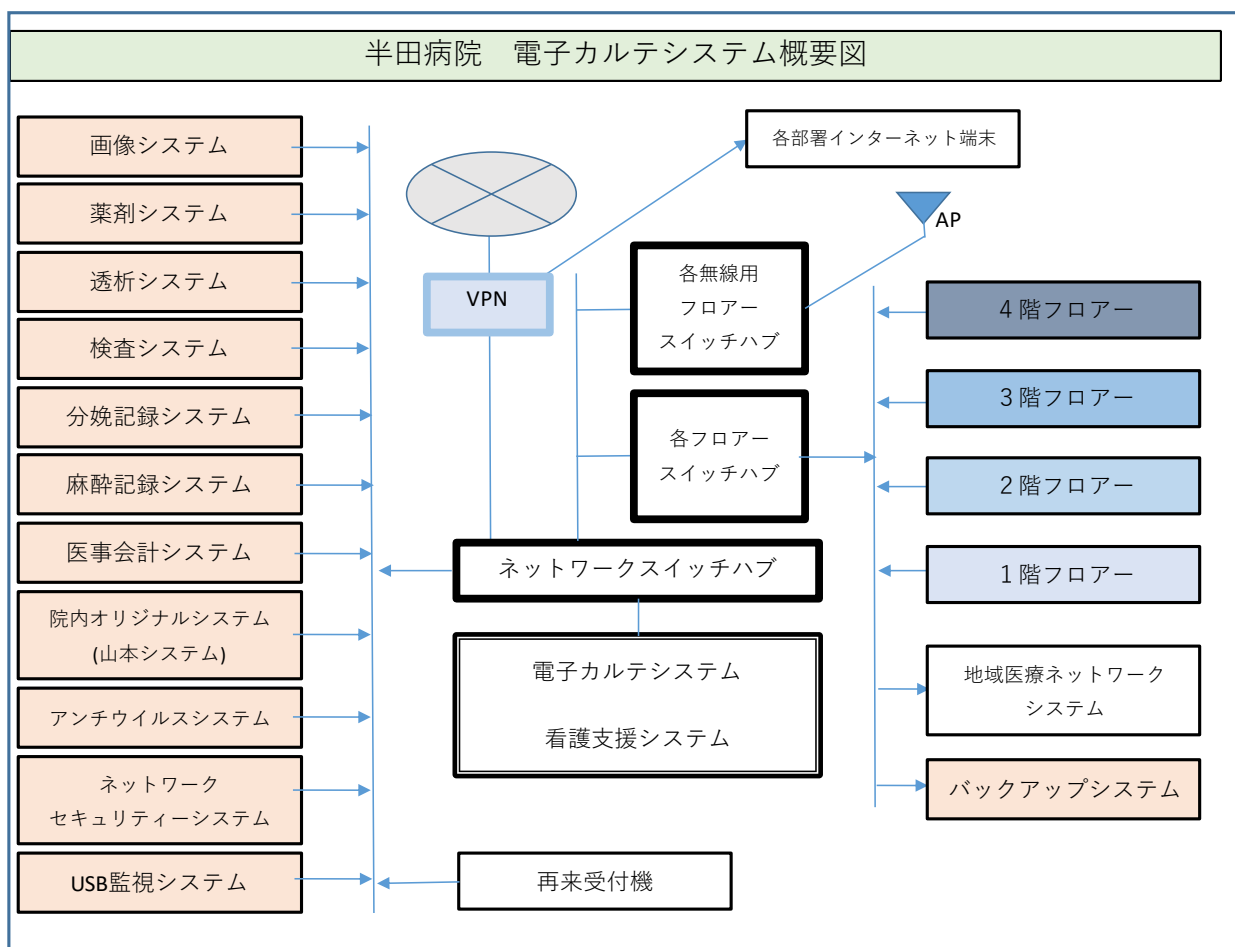 半田病院　電子カルテシステム概要図
画像システム
薬剤システム
透析システム
検査システム
分娩記録システム
麻酔記録システム
医事会計システム
院内オリジナルシステム
(山本システム)
アンチウイルスシステム
ネットワーク
セキュリティーシステム
USB監視システム
VPN
各部署インターネット端末
AP
各無線用
フロアー
スイッチハブ
各フロアー
スイッチハブ
ネットワークスイッチハブ
電子カルテシステム
看護支援システム
再来受付機
４階フロアー
３階フロアー
２階フロアー
１階フロアー
地域医療ネットワーク
システム
バックアップシステム